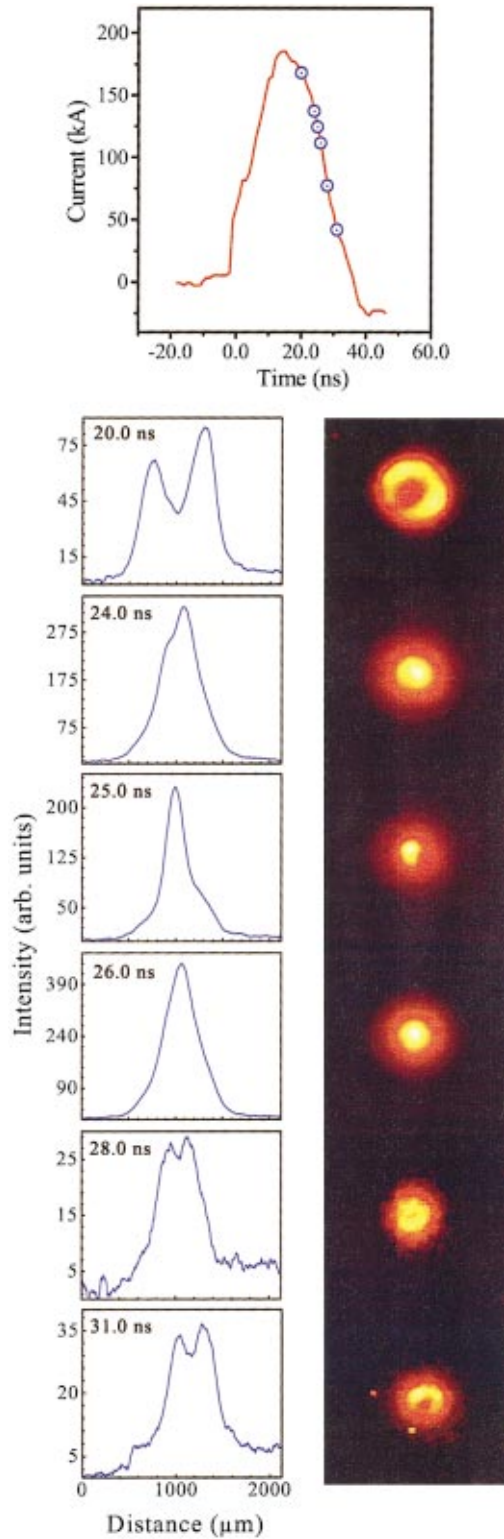 200
150
100
50
0
Current (kA)
-20.0 0.0 20.0 40.0 60.0
Time (ns)
20.0 ns
75
45
15
24.0 ns
275
175
75
25.0 ns
200
125
50
26.0 ns
390
240
90
28.0 ns
25
15
5
31.0 ns
35
20
5
Intensity (arb. units)
0 1000 2000
Distance (µm)